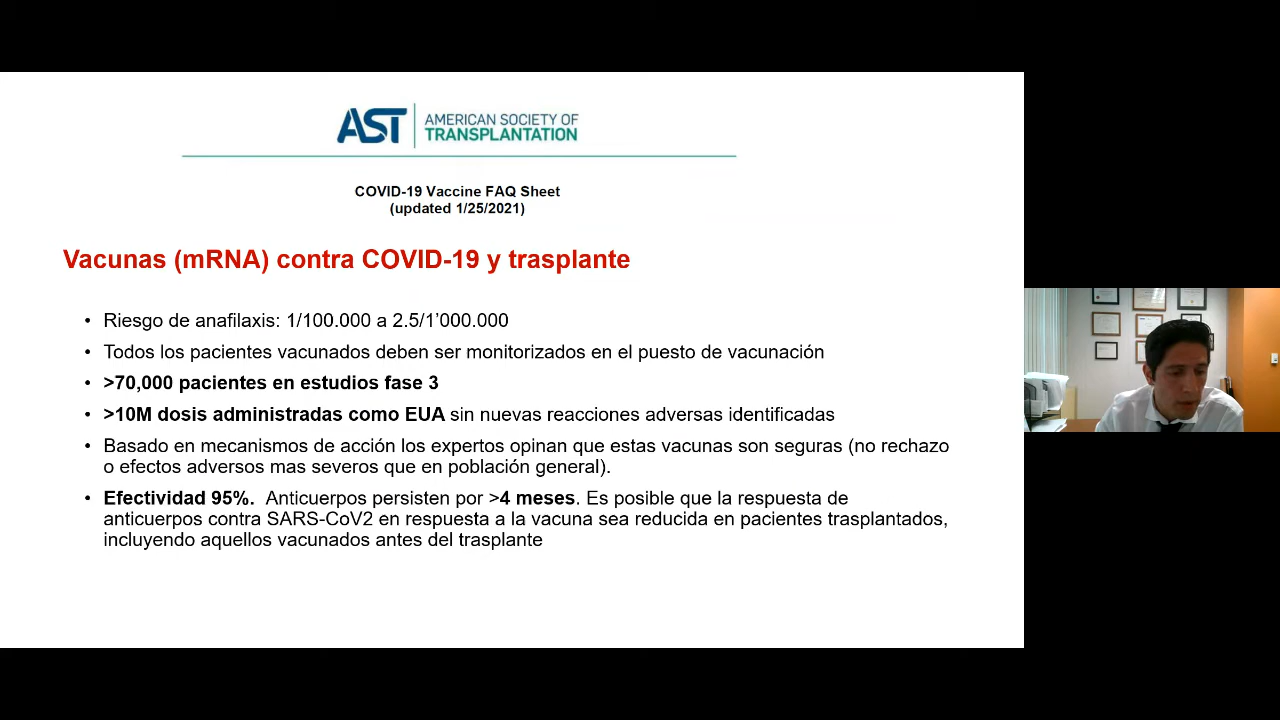 AST
AMERICAN SOCIETY OF
TRANSPLANTATION
COVID-19 Vaccine FAQ Sheet
(updated 1/25/2021)
Vacunas (mRNA) contra COVID-19 y trasplante
• Riesgo de anafilaxis: 1/100.000 a 2.5/1’000.000
• Todos los pacientes vacunados deben ser monitorizados en el puesto de vacunación
• >70,000 pacientes en estudios fase 3
• >10M dosis administradas como EUA sin nuevas reacciones adversas identificadas
• Basado en mecanismos de acción los expertos opinan que estas vacunas son seguras (no rechazo
o efectos adversos mas severos que en población general).
• Efectividad 95%. Anticuerpos persisten por >4 meses. Es posible que la respuesta de
anticuerpos contra SARS-CoV2 en respuesta a la vacuna sea reducida en pacientes trasplantados,
incluyendo aquellos vacunados antes del trasplante